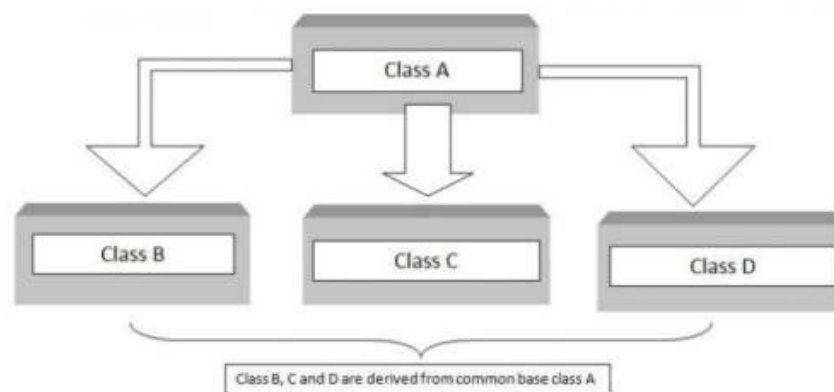 Class A
Class B
Class C
Class D
Class B, C and D are derived from common base class A